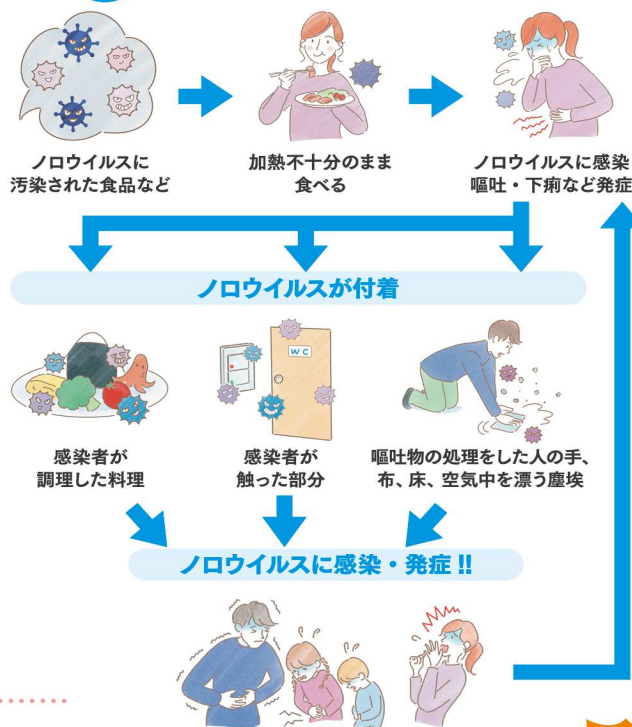 ノロウイルスに
汚染された食品など
加熱不十分のまま
食べる
ノロウイルスに感染
嘔吐・下痢など発症
ノロウイルスが付着
WC
感染者が
調理した料理
感染者が
触った部分
嘔吐物の処理をした人の手、
布、床、空気中を漂う塵埃
ノロウイルスに感染・発症!!